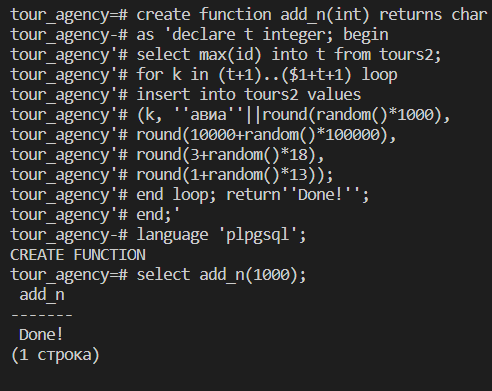 tour_agency=# create function add_n(int) returns char
tour_agency-# as 'declare t integer; begin
tour_agency'# select max(id) into t from tours2;
tour_agency'# for k in (t+1)..($1+t+1) loop
tour_agency'# insert into tours2 values
tour_agency'# (k, ''авиа''||round(random()*1000),
tour_agency'# round(10000+random()*100000),
tour_agency'# round(3+random()*18),
tour_agency'# round(1+random()*13));
tour_agency'# end loop; return''Done!'';
tour_agency'# end;'
tour_agency-# language 'plpgsql';
CREATE FUNCTION
tour_agency=# select add_n(1000);
add_n
-------
Done!
(1 строка)